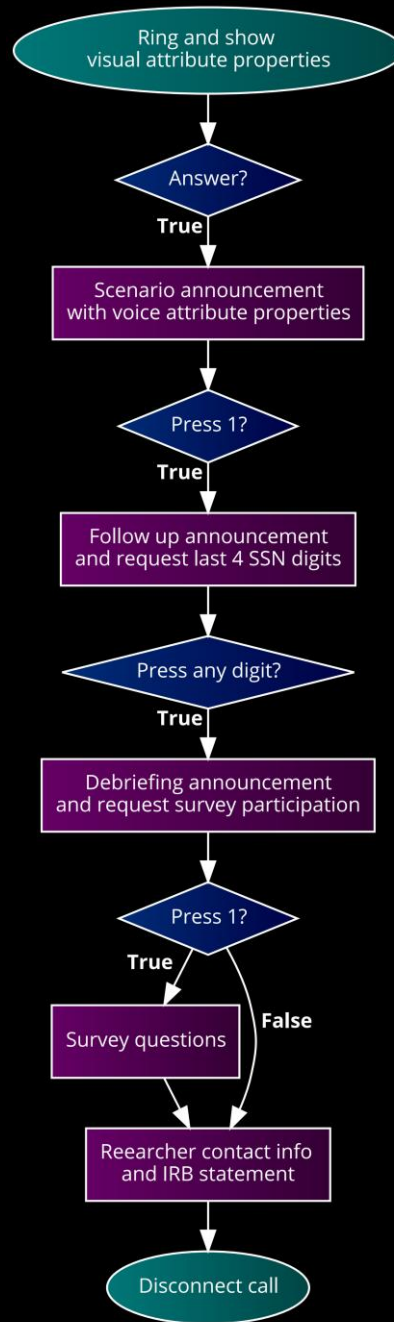 Ring and show
visual attribute properties
Answer?
True
Scenario announcement
with voice attribute properties
Press 1?
True
Follow up announcement
and request last 4 SSN digits
Press any digit?
True
Debriefing announcement
and request survey participation
Press 1?
True
False
Survey questions
Reearcher contact info
and IRB statement
Disconnect call